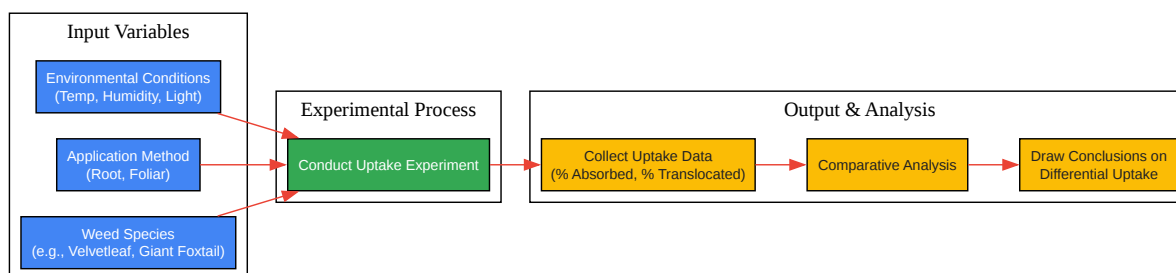 Input Variables
Environmental Conditions
(Temp, Humidity, Light)
Application Method
(Root, Foliar)
Weed Species
(e.g., Velvetleaf, Giant Foxtail)
Experimental Process
Conduct Uptake Experiment
Output & Analysis
Collect Uptake Data
(% Absorbed, % Translocated)
Comparative Analysis
Draw Conclusions on
Differential Uptake